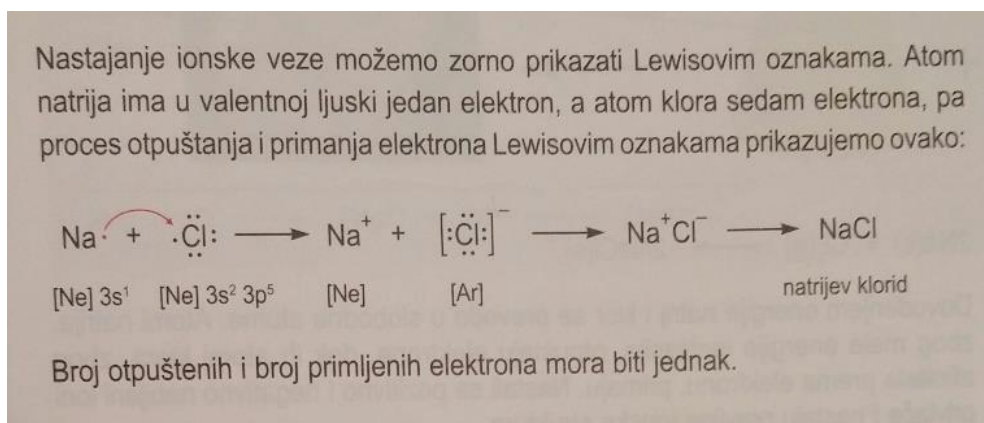 Nastajanje ionske veze možemo zorno prikazati Lewisovim oznakama. Atom
natrija ima u valentnoj ljuski jedan elektron, a atom klora sedam elektrona, pa
proces otpuštanja i primanja elektrona Lewisovim oznakama prikazujemo ovako:
Na· + ·C̤̈l: ⟶ Na⁺ + [:C̤̈l:]⁻ ⟶ Na⁺Cl⁻ ⟶ NaCl
[Ne] 3s¹ [Ne] 3s² 3p⁵ [Ne] [Ar] natrijev klorid
Broj otpuštenih i broj primljenih elektrona mora biti jednak.